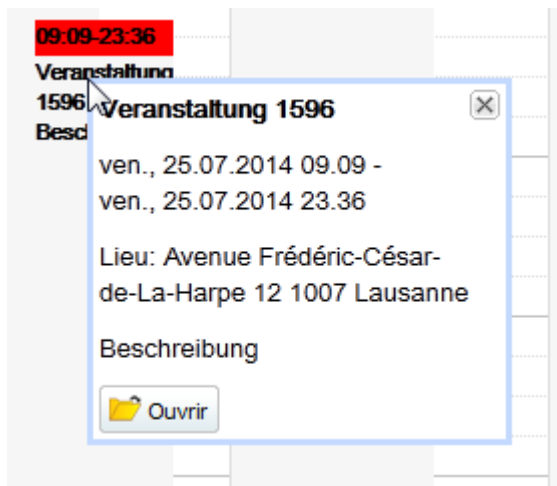 09:09-23:36
Veranstaltung
1596
Veranstaltung 1596
ven., 25.07.2014 09.09 -
ven., 25.07.2014 23.36
Lieu: Avenue Frédéric-César-
de-La-Harpe 12 1007 Lausanne
Beschreibung
Ouvrir